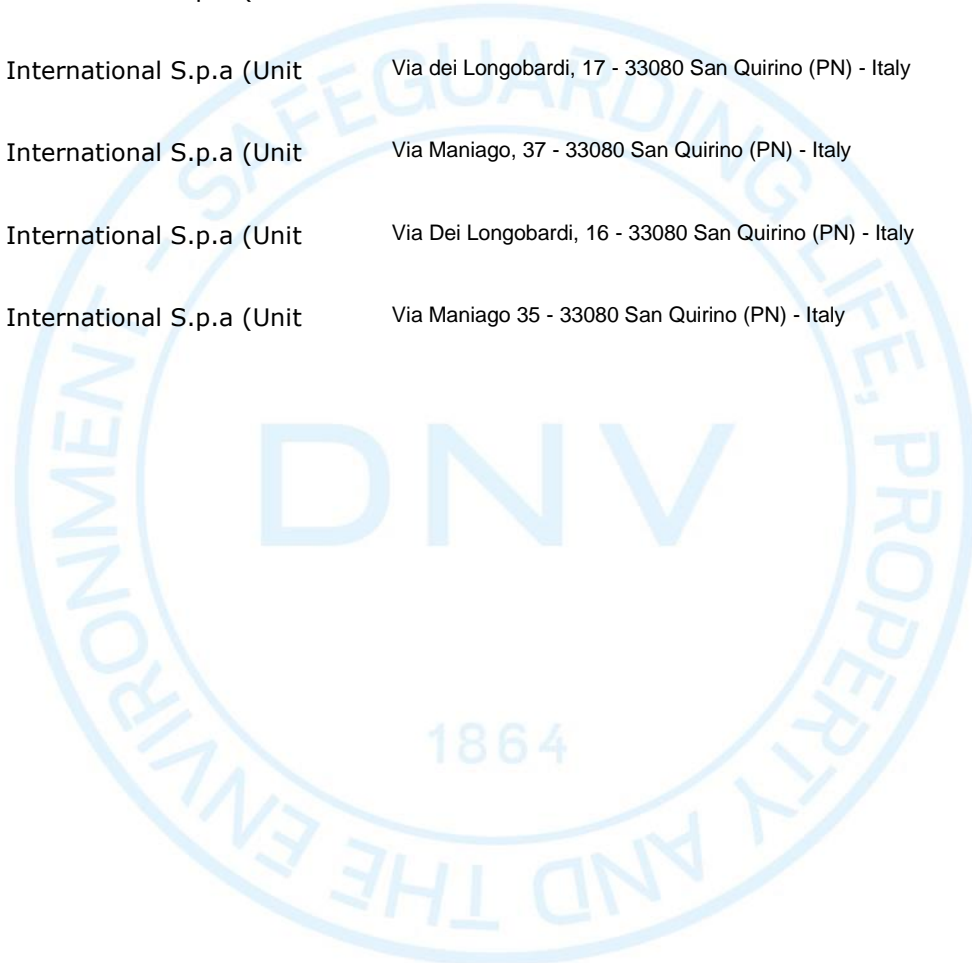 International S.p.a (Unit Via dei Longobardi, 17 - 33080 San Quirino (PN) - Italy
International S.p.a (Unit Via Maniago, 37 - 33080 San Quirino (PN) - Italy
International S.p.a (Unit Via Dei Longobardi, 16 - 33080 San Quirino (PN) - Italy
International S.p.a (Unit Via Maniago 35 - 33080 San Quirino (PN) - Italy
SAFEGUARDING LIFE, PROPERTY AND THE ENVIRONMENT -
DNV
1864